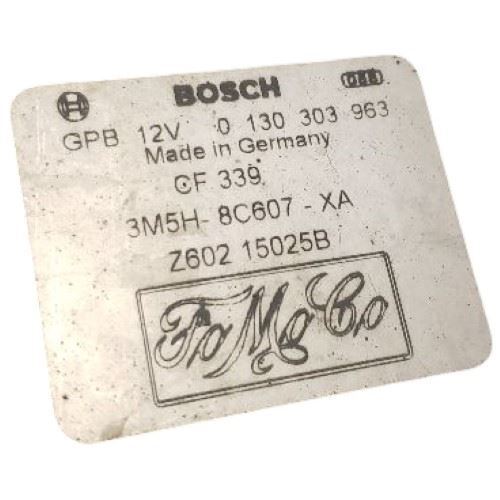 BOSCH
GPB 12V 0 130 303 963
Made in Germany
CF 339
3M5H- 8C607 - XA
Z602 15025B
FoMoCo